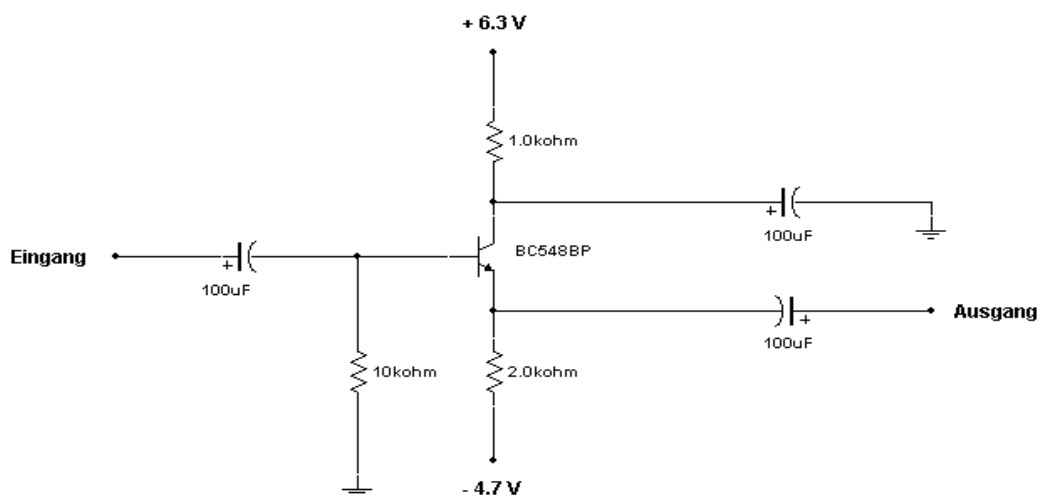 + 6.3 V
1.0kohm
+
100uF
BC548BP
Eingang
+
100uF
+
100uF
Ausgang
10kohm
2.0kohm
- 4.7 V